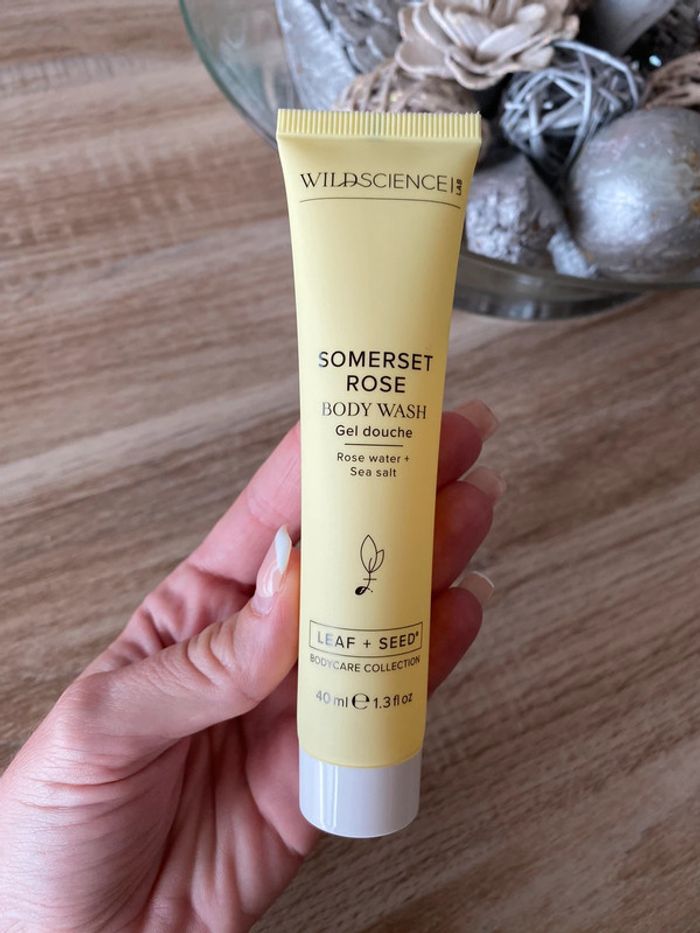 WILDSCIENCE|LAB
SOMERSET
ROSE
BODY WASH
Gel douche
Rose water +
Sea salt
LEAF + SEED®
BODYCARE COLLECTION
40 ml ℮ 1.3 fl oz